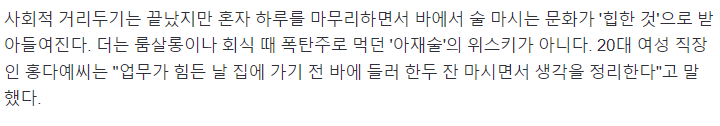 사회적 거리두기는 끝났지만 혼자 하루를 마무리하면서 바에서 술 마시는 문화가 '힙한 것'으로 받
아들여진다. 더는 룸살롱이나 회식 때 폭탄주로 먹던 '아재술'의 위스키가 아니다. 20대 여성 직장
인 홍다예씨는 "업무가 힘든 날 집에 가기 전 바에 들러 한두 잔 마시면서 생각을 정리한다"고 말
했다.